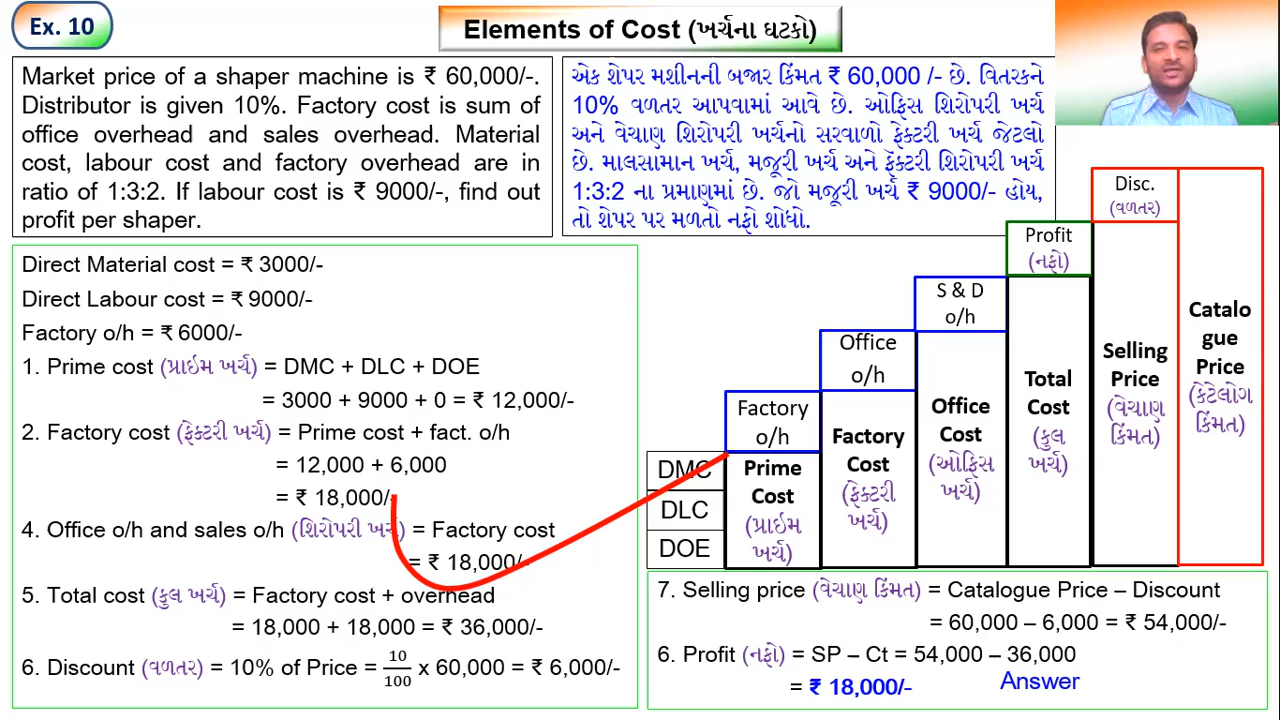 Ex. 10
Elements of Cost (ખર્ચના ઘટકો)
Market price of a shaper machine is ₹ 60,000/-.
Distributor is given 10%. Factory cost is sum of
office overhead and sales overhead. Material
cost, labour cost and factory overhead are in
ratio of 1:3:2. If labour cost is ₹ 9000/-, find out
profit per shaper.
એક શેપર મશીનની બજાર કિંમત ₹ 60,000 /- છે. વિતરકને
10% વળતર આપવામાં આવે છે. ઓફિસ શિરોપરી ખર્ચ
અને વેચાણ શિરોપરી ખર્ચનો સરવાળો ફેક્ટરી ખર્ચ જેટલો
છે. માલસામાન ખર્ચ, મજૂરી ખર્ચ અને ફૅક્ટરી શિરોપરી ખર્ચ
1:3:2 ના પ્રમાણમાં છે. જો મજૂરી ખર્ચ ₹ 9000/- હોય,
તો શેપર પર મળતો નફો શોધો.
Direct Material cost = ₹ 3000/-
Direct Labour cost = ₹ 9000/-
Factory o/h = ₹ 6000/-
1. Prime cost (પ્રાઇમ ખર્ચ) = DMC + DLC + DOE
= 3000 + 9000 + 0 = ₹ 12,000/-
2. Factory cost (ફેક્ટરી ખર્ચ) = Prime cost + fact. o/h
= 12,000 + 6,000
= ₹ 18,000/-
4. Office o/h and sales o/h (શિરોપરી ખર્ચ) = Factory cost
= ₹ 18,000/-
5. Total cost (કુલ ખર્ચ) = Factory cost + overhead
= 18,000 + 18,000 = ₹ 36,000/-
6. Discount (વળતર) = 10% of Price = 10/100 x 60,000 = ₹ 6,000/-
DMC
DLC
DOE
Factory
o/h
Prime
Cost
(પ્રાઇમ
ખર્ચ)
Office
o/h
Factory
Cost
(ફેક્ટરી
ખર્ચ)
S & D
o/h
Office
Cost
(ઓફિસ
ખર્ચ)
Profit
(નફો)
Total
Cost
(કુલ
ખર્ચ)
Disc.
(વળતર)
Selling
Price
(વેચાણ
કિંમત)
Catalo
gue
Price
(કેટેલોગ
કિંમત)
7. Selling price (વેચાણ કિંમત) = Catalogue Price – Discount
= 60,000 – 6,000 = ₹ 54,000/-
6. Profit (નફો) = SP – Ct = 54,000 – 36,000
= ₹ 18,000/-
Answer